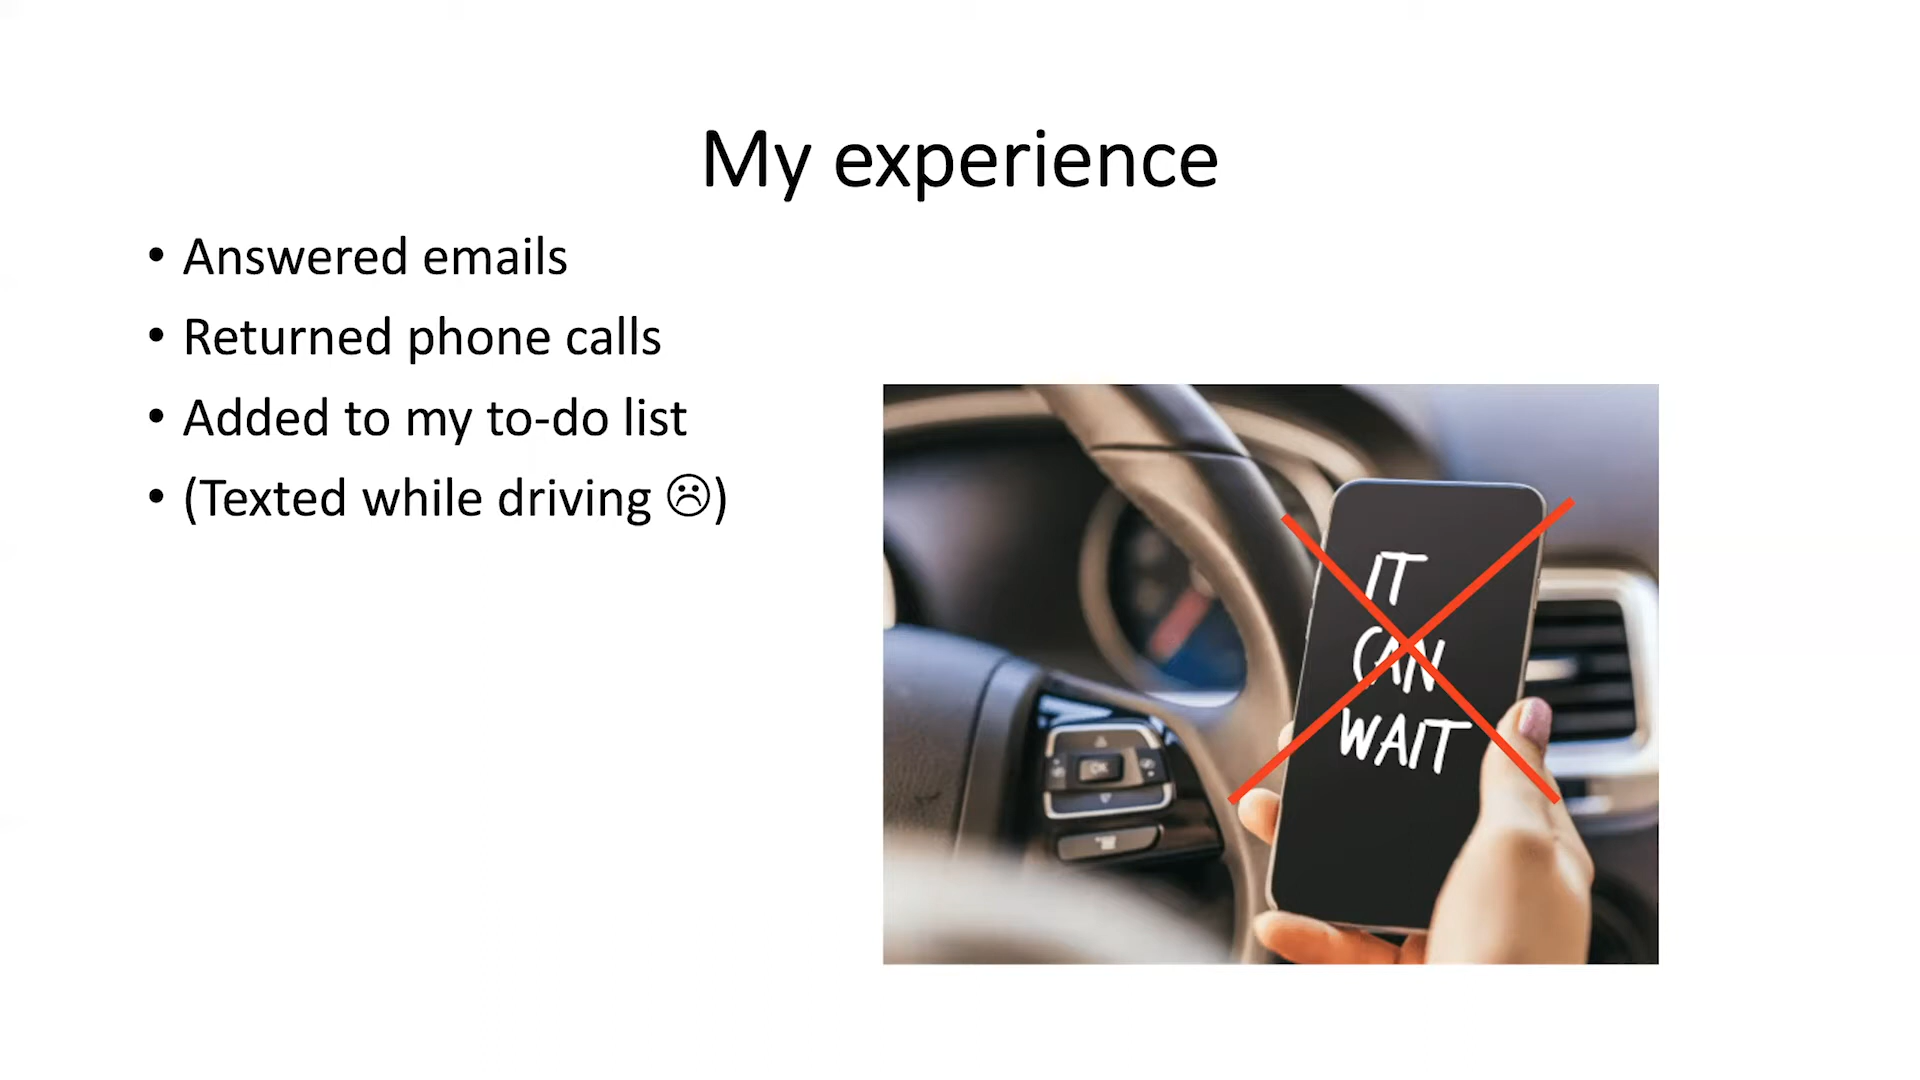 My experience
• Answered emails
• Returned phone calls
• Added to my to-do list
• (Texted while driving ☹)
IT
CAN
WAIT
OK